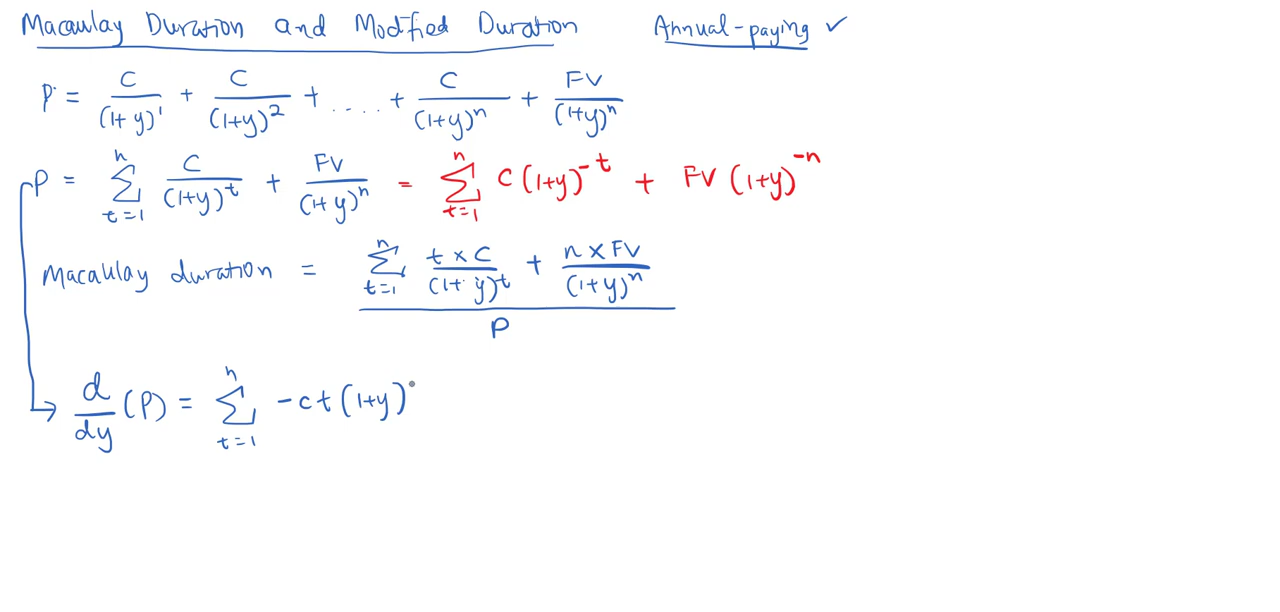 Macaulay Duration and Modified Duration Annual-paying ✓
P = C/(1+y)^1 + C/(1+y)^2 + .... + C/(1+y)^n + FV/(1+y)^n
P = Σ_{t=1}^{n} C/(1+y)^t + FV/(1+y)^n = Σ_{t=1}^{n} C(1+y)^{-t} + FV(1+y)^{-n}
Macaulay duration = (Σ_{t=1}^{n} t×C/(1+y)^t + n×FV/(1+y)^n) / P
d/dy (P) = Σ_{t=1}^{n} -ct(1+y)